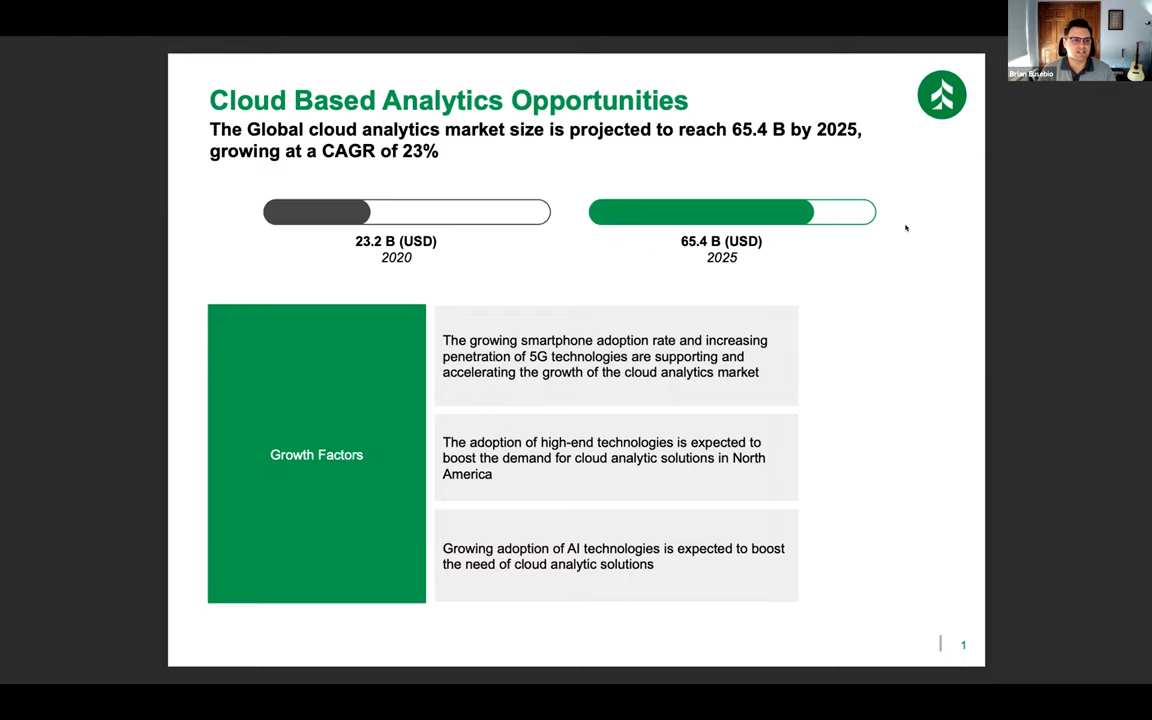 Brian Eusebio
Cloud Based Analytics Opportunities
The Global cloud analytics market size is projected to reach 65.4 B by 2025,
growing at a CAGR of 23%
23.2 B (USD)
2020
65.4 B (USD)
2025
Growth Factors
The growing smartphone adoption rate and increasing
penetration of 5G technologies are supporting and
accelerating the growth of the cloud analytics market
The adoption of high-end technologies is expected to
boost the demand for cloud analytic solutions in North
America
Growing adoption of AI technologies is expected to boost
the need of cloud analytic solutions
1